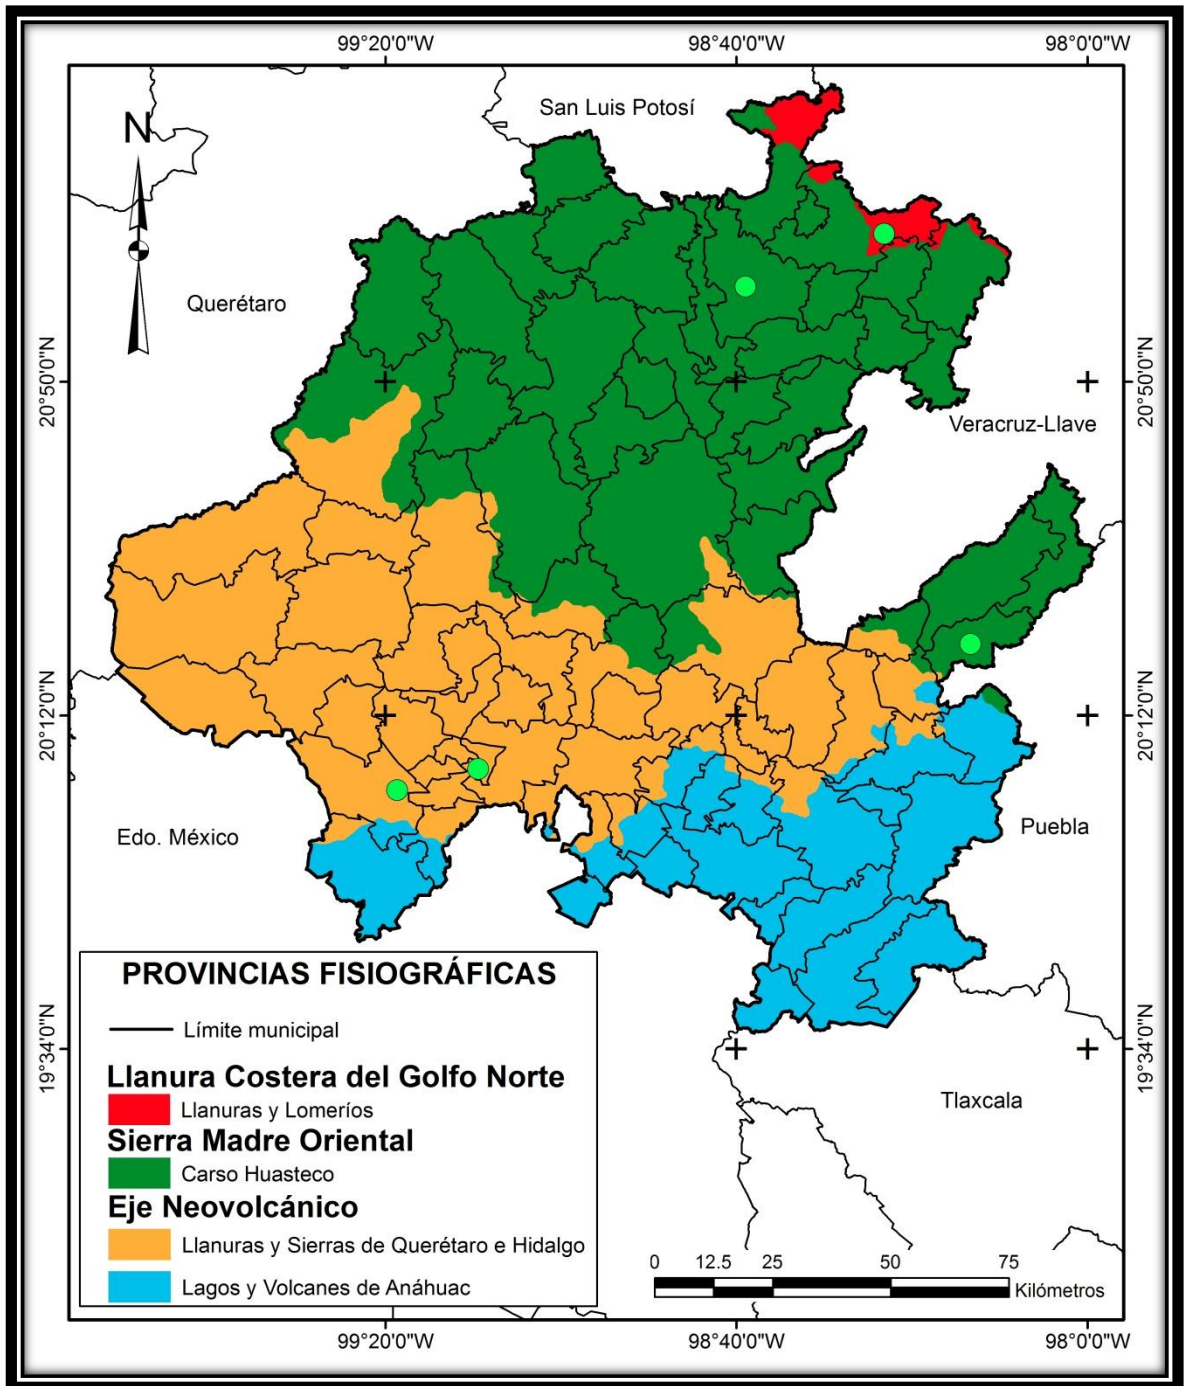 99°20'0"W
98°40'0"W
98°0'0"W
San Luis Potosí
N
Querétaro
20°50'0"N
20°50'0"N
Veracruz-Llave
20°12'0"N
20°12'0"N
Edo. México
Puebla
PROVINCIAS FISIOGRÁFICAS
Límite municipal
Llanura Costera del Golfo Norte
Llanuras y Lomeríos
Sierra Madre Oriental
Carso Huasteco
Eje Neovolcánico
Llanuras y Sierras de Querétaro e Hidalgo
Lagos y Volcanes de Anáhuac
19°34'0"N
19°34'0"N
Tlaxcala
0 12.5 25 50 75
Kilómetros
99°20'0"W
98°40'0"W
98°0'0"W